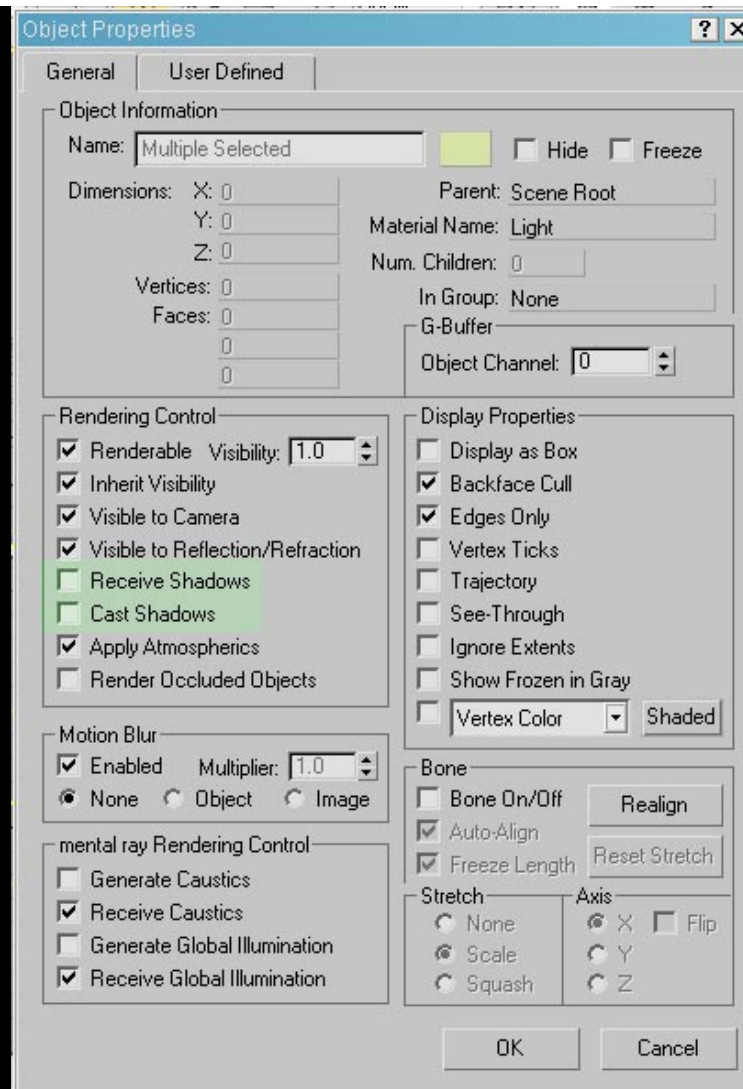 Object Properties
General
User Defined
Object Information
Name: Multiple Selected
Hide
Freeze
Dimensions: X: 0
Y: 0
Z: 0
Vertices: 0
Faces: 0
0
0
Parent: Scene Root
Material Name: Light
Num. Children: 0
In Group: None
G-Buffer
Object Channel: 0
Rendering Control
Renderable Visibility: 1.0
Inherit Visibility
Visible to Camera
Visible to Reflection/Refraction
Receive Shadows
Cast Shadows
Apply Atmospherics
Render Occluded Objects
Display Properties
Display as Box
Backface Cull
Edges Only
Vertex Ticks
Trajectory
See-Through
Ignore Extents
Show Frozen in Gray
Vertex Color
Shaded
Motion Blur
Enabled Multiplier: 1.0
None Object Image
mental ray Rendering Control
Generate Caustics
Receive Caustics
Generate Global Illumination
Receive Global Illumination
Bone
Bone On/Off
Realign
Auto-Align
Freeze Length
Reset Stretch
Stretch
None
Scale
Squash
Axis
X Flip
Y
Z
OK
Cancel